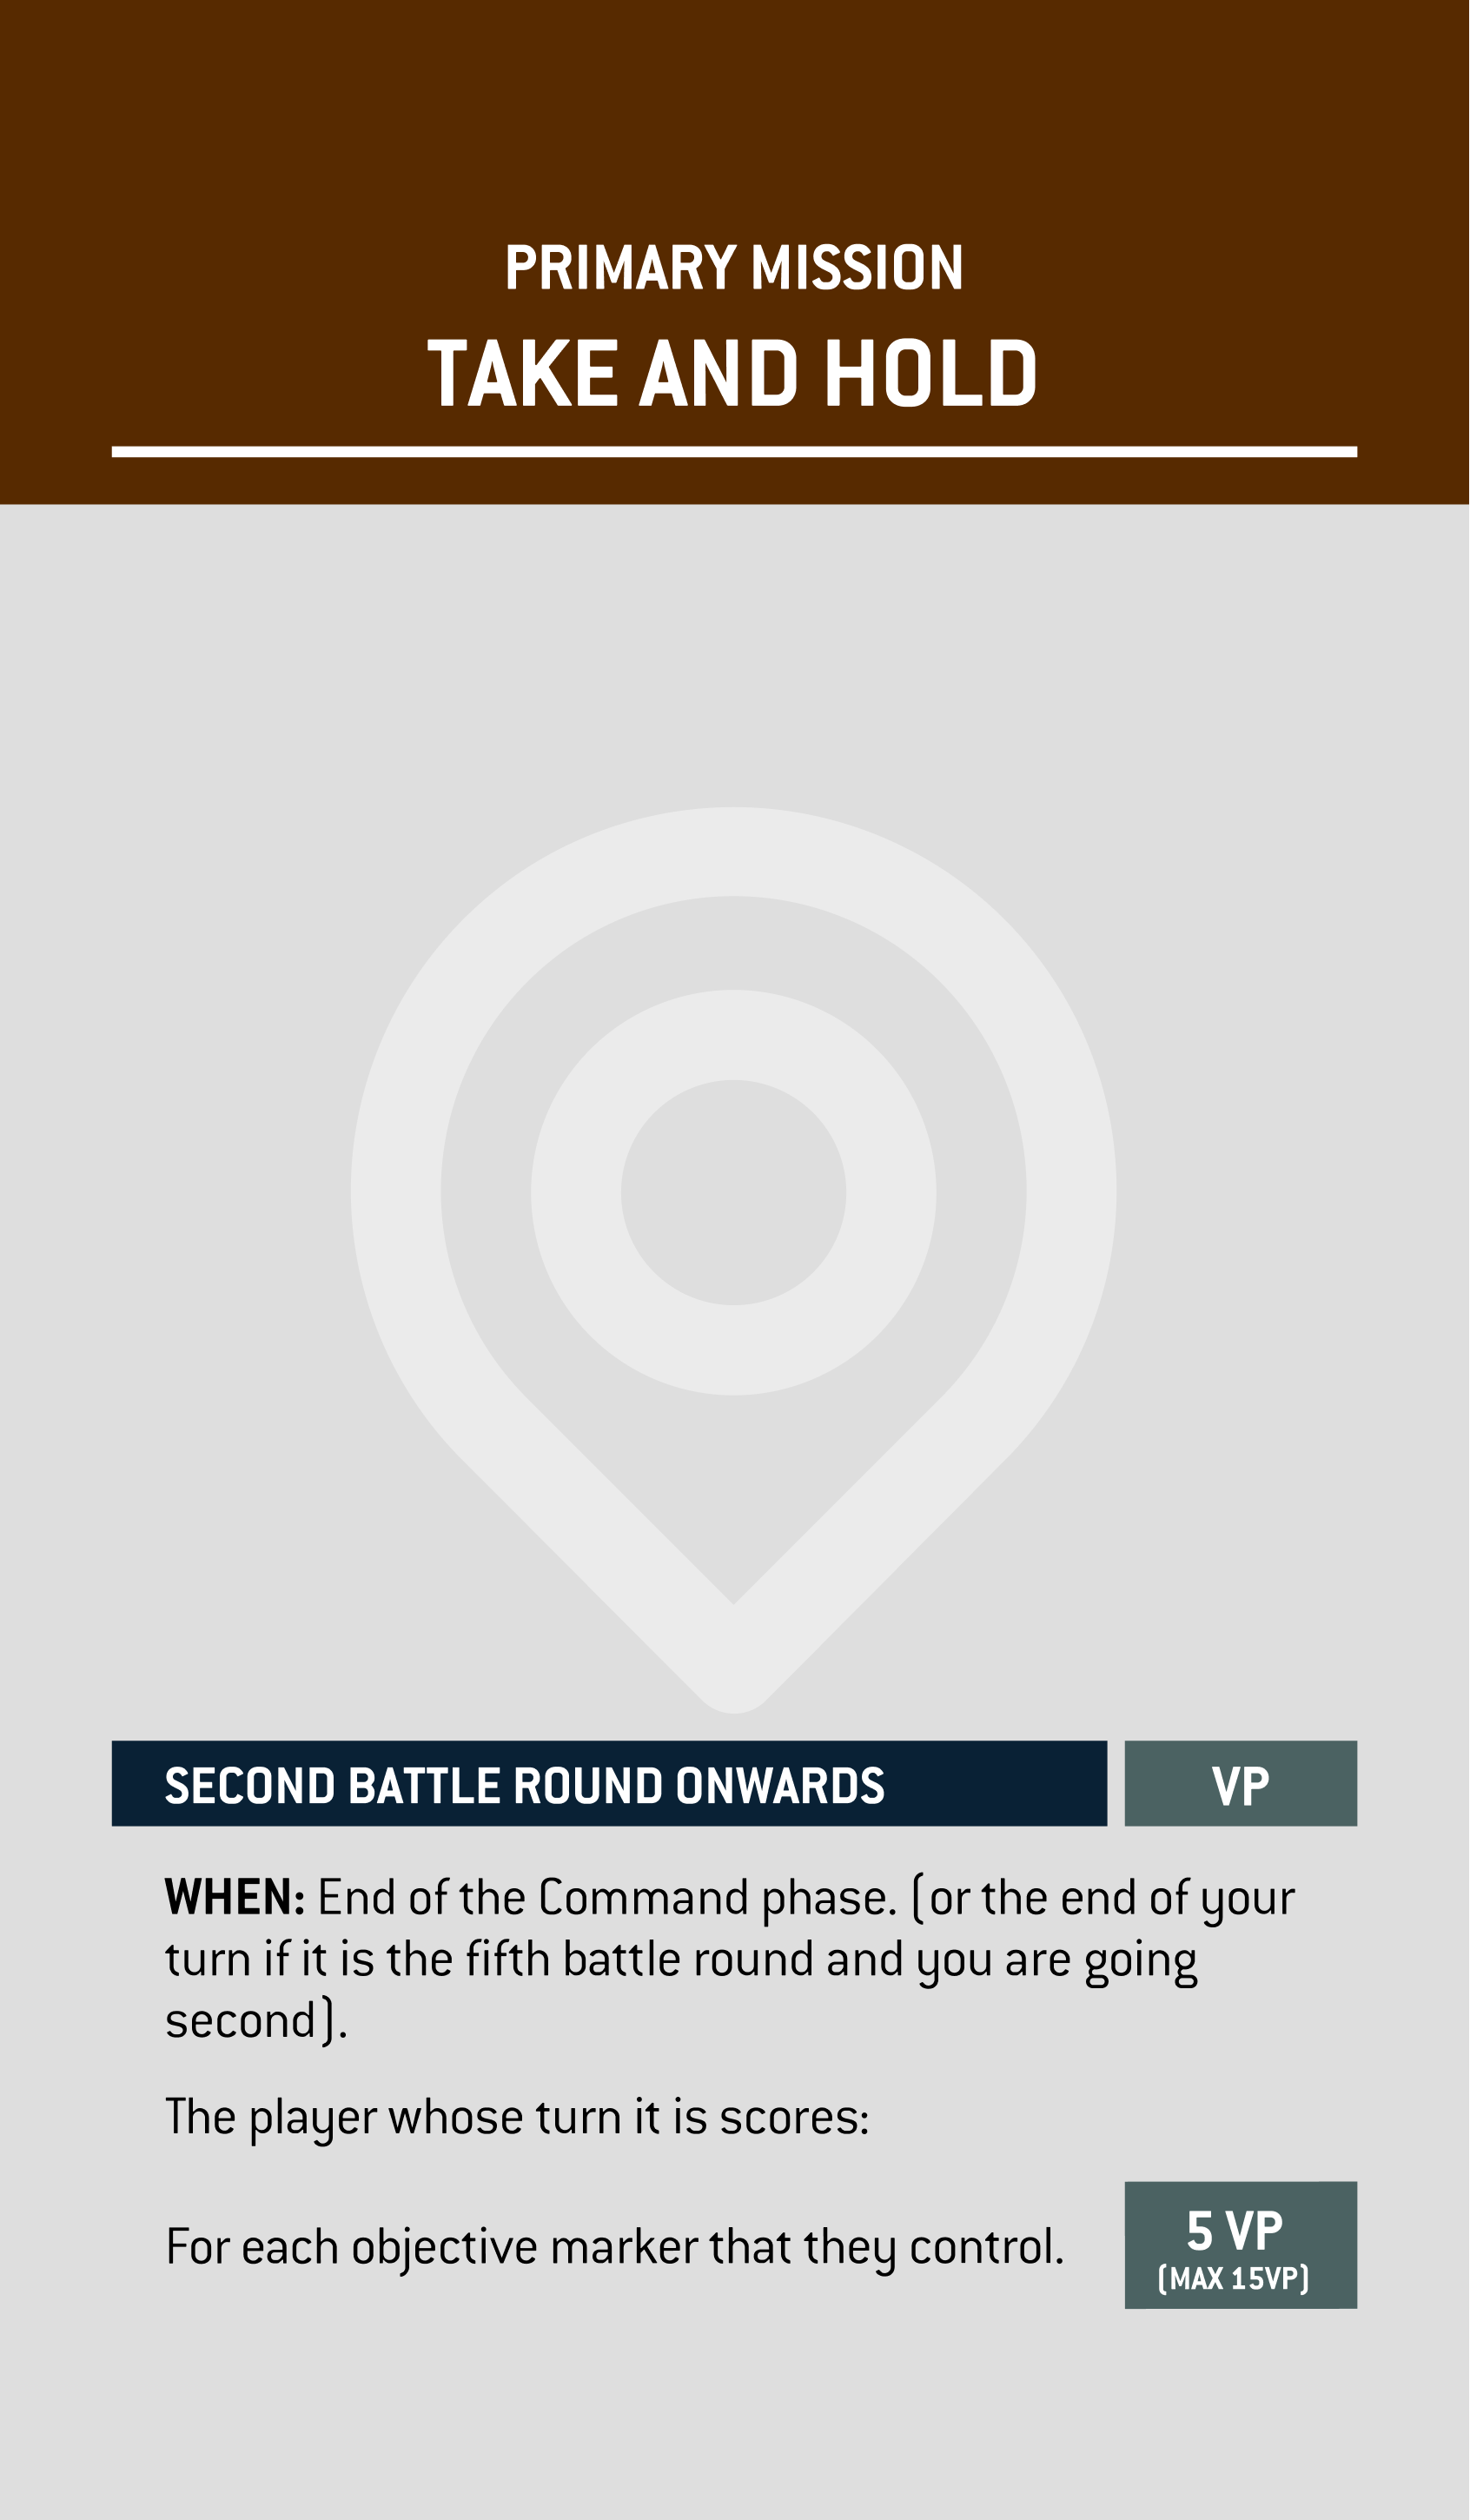 PRIMARY MISSION
TAKE AND HOLD
SECOND BATTLE ROUND ONWARDS
VP
WHEN: End of the Command phase. (or the end of your
turn if it is the fifth battle round and you are going
second).
The player whose turn it is scores:
For each objective marker that they control.
5 VP
(MAX 15VP)